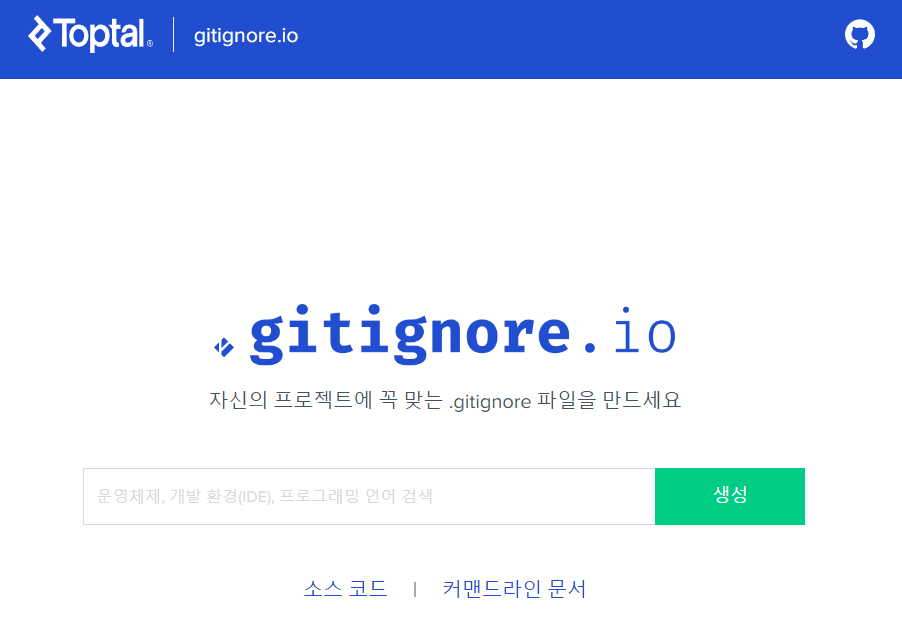 Toptal®
gitignore.io
.gitignore.io
자신의 프로젝트에 꼭 맞는 .gitignore 파일을 만드세요
운영체제, 개발 환경(IDE), 프로그래밍 언어 검색
생성
소스 코드 | 커맨드라인 문서